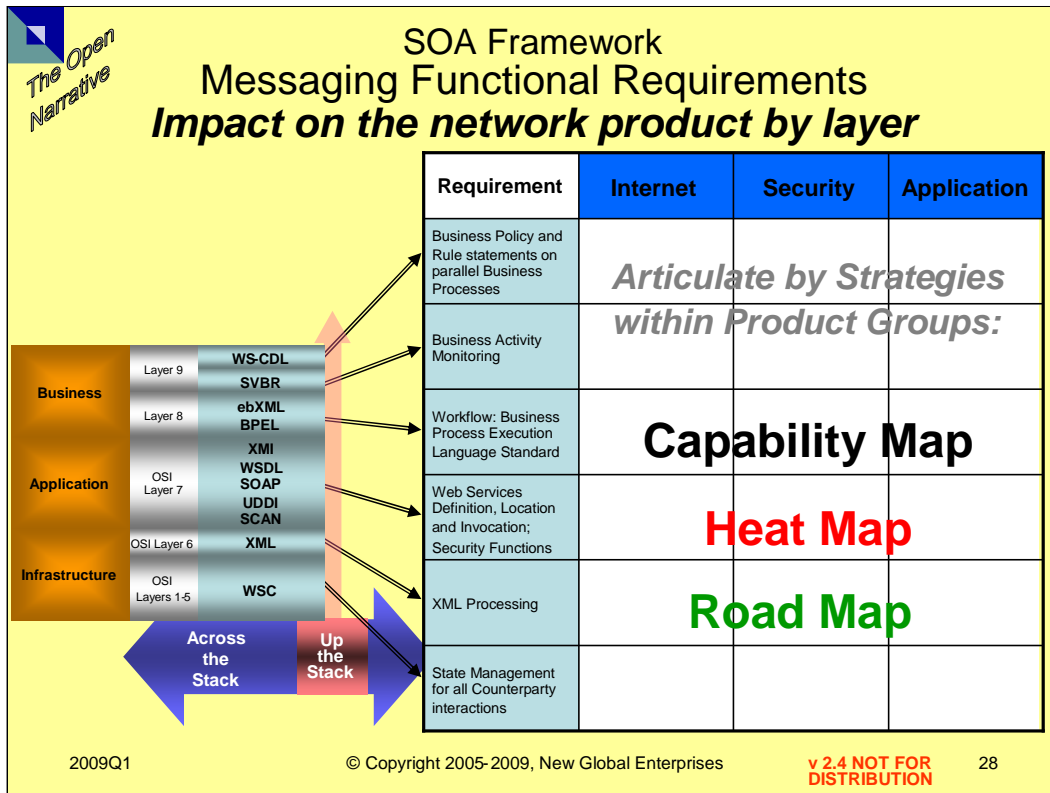 The Open
Narrative
SOA Framework
Messaging Functional Requirements
Impact on the network product by layer
Requirement
Internet
Security
Application
Business Policy and
Rule statements on
parallel Business
Processes
Articulate by Strategies
within Product Groups:
Business Activity
Monitoring
Workflow: Business
Process Execution
Language Standard
Capability Map
Web Services
Definition, Location
and Invocation;
Security Functions
Heat Map
XML Processing
Road Map
State Management
for all Counterparty
interactions
Business
Layer 9
WS-CDL
SVBR
Layer 8
ebXML
BPEL
Application
OSI
Layer 7
XMI
WSDL
SOAP
UDDI
SCAN
Infrastructure
OSI Layer 6
XML
OSI
Layers 1-5
WSC
Across
the
Stack
Up
the
Stack
2009Q1
© Copyright 2005-2009, New Global Enterprises
v 2.4 NOT FOR
DISTRIBUTION
28